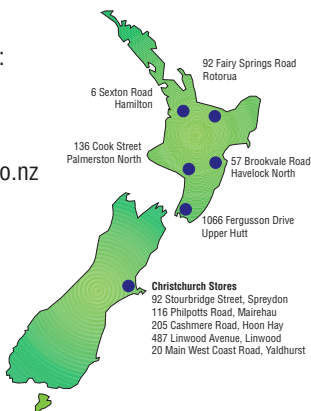 :
92 Fairy Springs Road
Rotorua
6 Sexton Road
Hamilton
136 Cook Street
Palmerston North
57 Brookvale Road
Havelock North
o.nz
1066 Fergusson Drive
Upper Hutt
Christchurch Stores
92 Stourbridge Street, Spreydon
116 Philpotts Road, Mairehau
205 Cashmere Road, Hoon Hay
487 Linwood Avenue, Linwood
20 Main West Coast Road, Yaldhurst